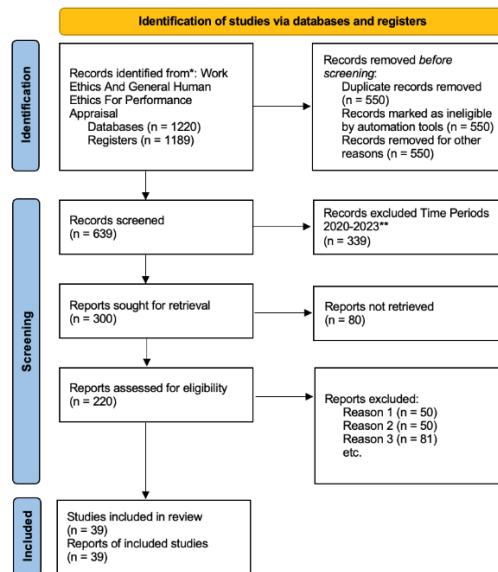 Identification of studies via databases and registers
Identification
Records identified from*: Work
Ethics And General Human
Ethics For Performance
Appraisal
Databases (n = 1220)
Registers (n = 1189)
Records removed before
screening:
Duplicate records removed
(n = 550)
Records marked as ineligible
by automation tools (n = 550)
Records removed for other
reasons (n = 550)
Screening
Records screened
(n = 639)
Records excluded Time Periods
2020-2023**
(n = 339)
Reports sought for retrieval
(n = 300)
Reports not retrieved
(n = 80)
Reports assessed for eligibility
(n = 220)
Reports excluded:
Reason 1 (n = 50)
Reason 2 (n = 50)
Reason 3 (n = 81)
etc.
Included
Studies included in review
(n = 39)
Reports of included studies
(n = 39)